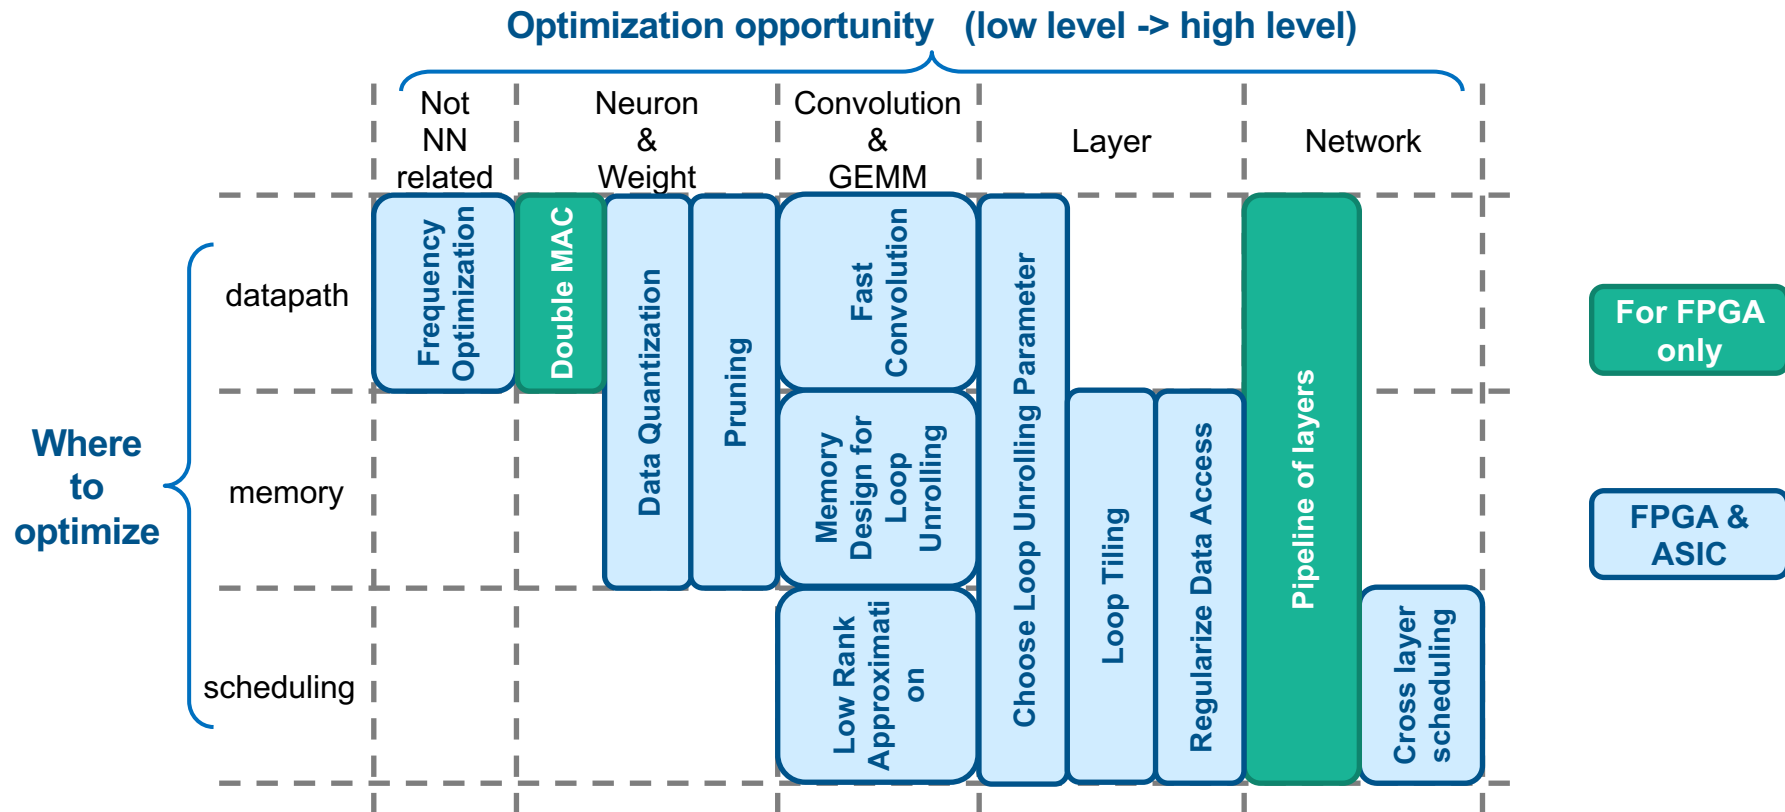 Optimization opportunity (low level -> high level)
Not
NN
related
Neuron
&
Weight
Convolution
&
GEMM
Layer
Network
Where
to
optimize
datapath
memory
scheduling
Frequency
Optimization
Double MAC
Data Quantization
Pruning
Fast
Convolution
Memory
Design for
Loop
Unrolling
Low Rank
Approximati
on
Choose Loop Unrolling Parameter
Loop Tiling
Regularize Data Access
Pipeline of layers
Cross layer
scheduling
For FPGA
only
FPGA &
ASIC